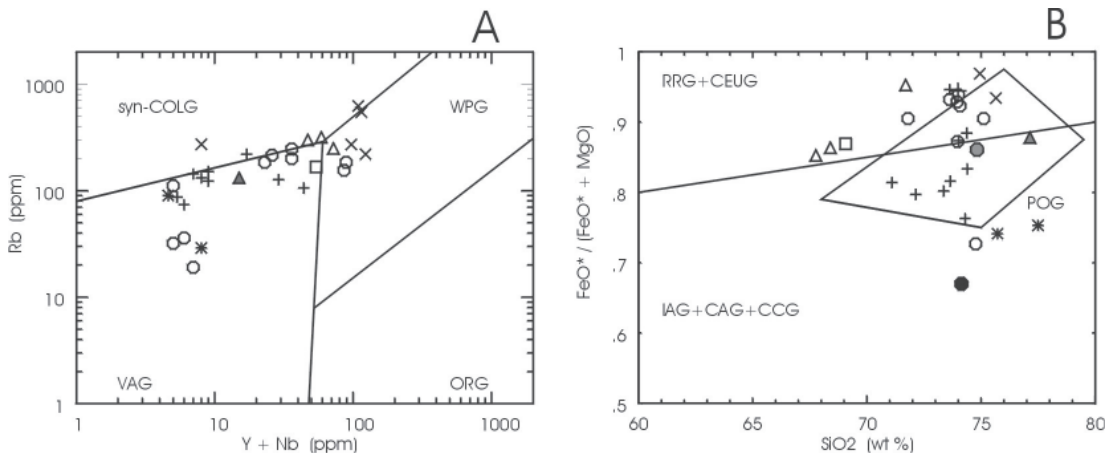 A
1000
syn-COLG
WPG
100
Rb (ppm)
10
VAG
ORG
1
1
10
100
1000
Y + Nb (ppm)
B
1
RRG+CEUG
.9
.8
POG
FeO* / (FeO* + MgO)
.7
IAG+CAG+CCG
.6
.5
60
65
70
75
80
SiO2 (wt %)